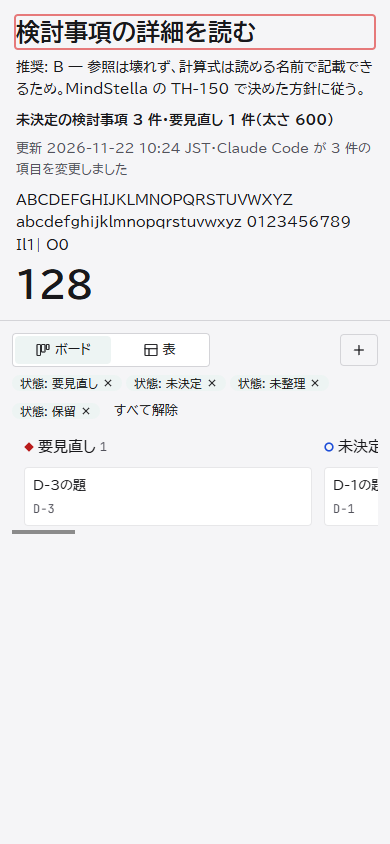 検討事項の詳細を読む
推奨: B — 参照は壊れず、計算式は読める名前で記載でき
るため。MindStella の TH-150 で決めた方針に従う。
未決定の検討事項 3 件・要見直し 1 件(太さ 600)
更新 2026-11-22 10:24 JST・Claude Code が 3 件の
項目を変更しました
ABCDEFGHIJKLMNOPQRSTUVWXYZ
abcdefghijklmnopqrstuvwxyz 0123456789
Il1| O0
128
ボード 表 +
状態: 要見直し × 状態: 未決定 × 状態: 未整理 ×
状態: 保留 × すべて解除
要見直し 1 未決定
D-3の題 D-1の
D-3 D-1